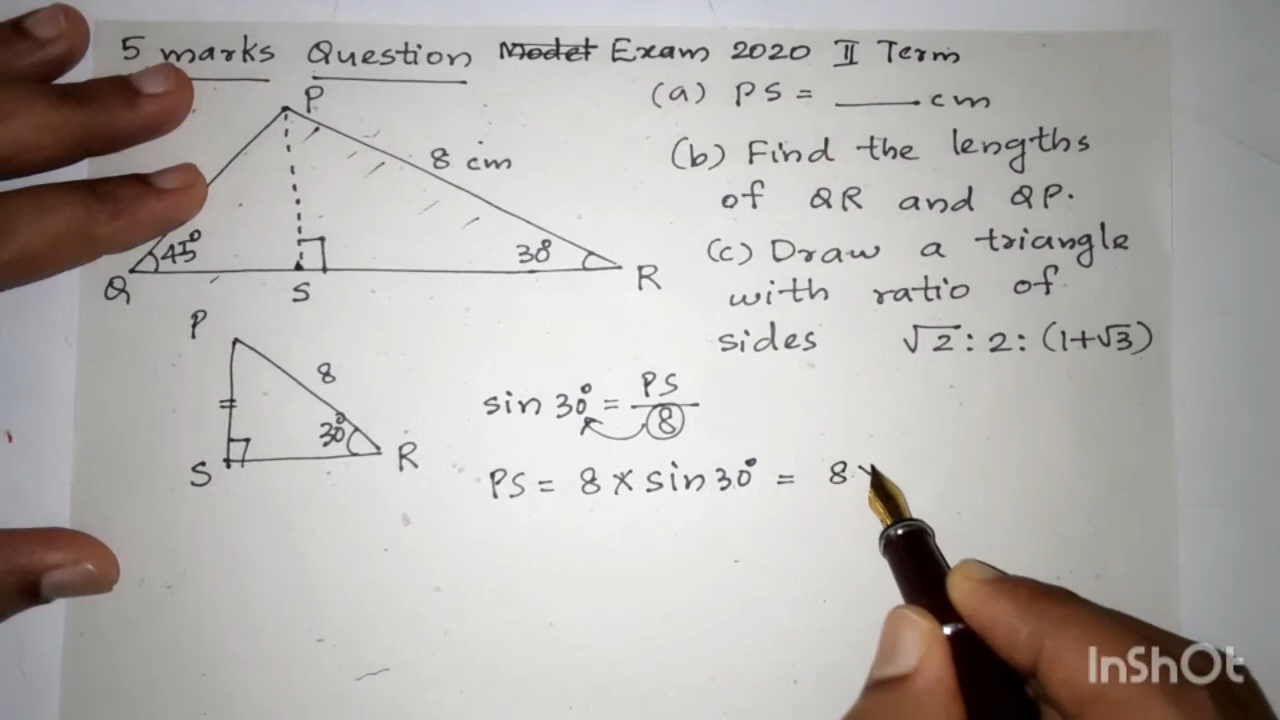 5 marks Question Model Exam 2020 II Term
(a) PS = ____ cm
(b) Find the lengths
of QR and QP.
(c) Draw a triangle
with ratio of
sides √2 : 2 : (1+√3)
P
8 cm
45°
30°
Q
S
R
P
8
30°
S
R
sin 30° = PS/8
PS = 8 × sin 30° = 8 ×
InShOt